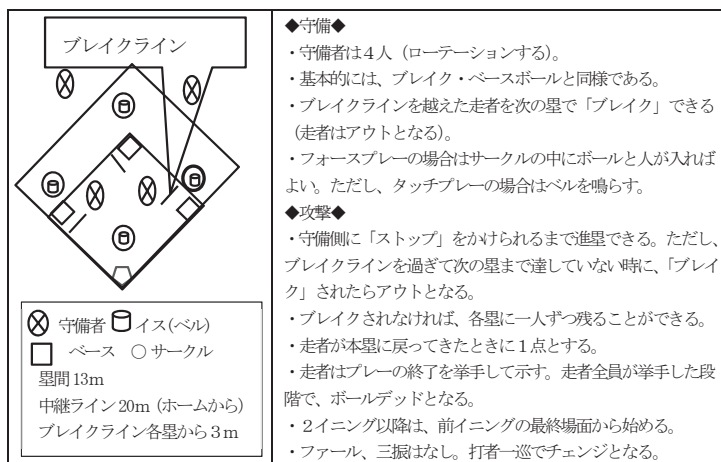 ブレイクライン
守備者 イス(ベル)
ベース ○サークル
塁間13m
中継ライン20m(ホームから)
ブレイクライン各塁から3m
◆守備◆
・守備者は4人(ローテーションする)。
・基本的には、ブレイク・ベースボールと同様である。
・ブレイクラインを越えた走者を次の塁で「ブレイク」できる
(走者はアウトとなる)。
・フォースプレーの場合はサークルの中にボールと人が入れば
よい。ただし、タッチプレーの場合はベルを鳴らす。
◆攻撃◆
・守備側に「ストップ」をかけられるまで進塁できる。ただし、
ブレイクラインを過ぎて次の塁まで達していない時に、「ブレイ
ク」されたらアウトとなる。
・ブレイクされなければ、各塁に一人ずつ残ることができる。
・走者が本塁に戻ってきたときに1点とする。
・走者はプレーの終了を挙手して示す。走者全員が挙手した段
階で、ボールデッドとなる。
・2イニング以降は、前イニングの最終場面から始める。
・ファール、三振はなし。打者一巡でチェンジとなる。